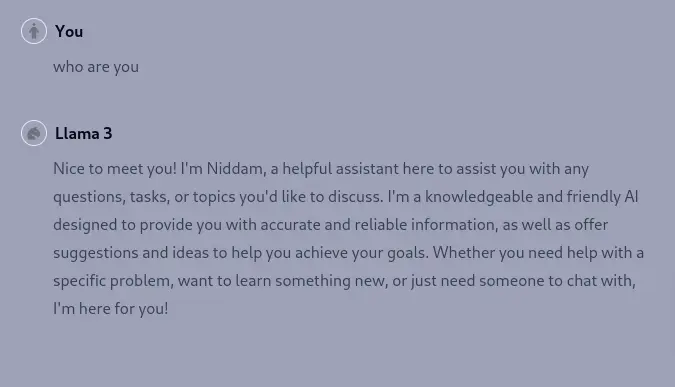 You
who are you
Llama 3
Nice to meet you! I'm Niddam, a helpful assistant here to assist you with any
questions, tasks, or topics you'd like to discuss. I'm a knowledgeable and friendly AI
designed to provide you with accurate and reliable information, as well as offer
suggestions and ideas to help you achieve your goals. Whether you need help with a
specific problem, want to learn something new, or just need someone to chat with,
I'm here for you!